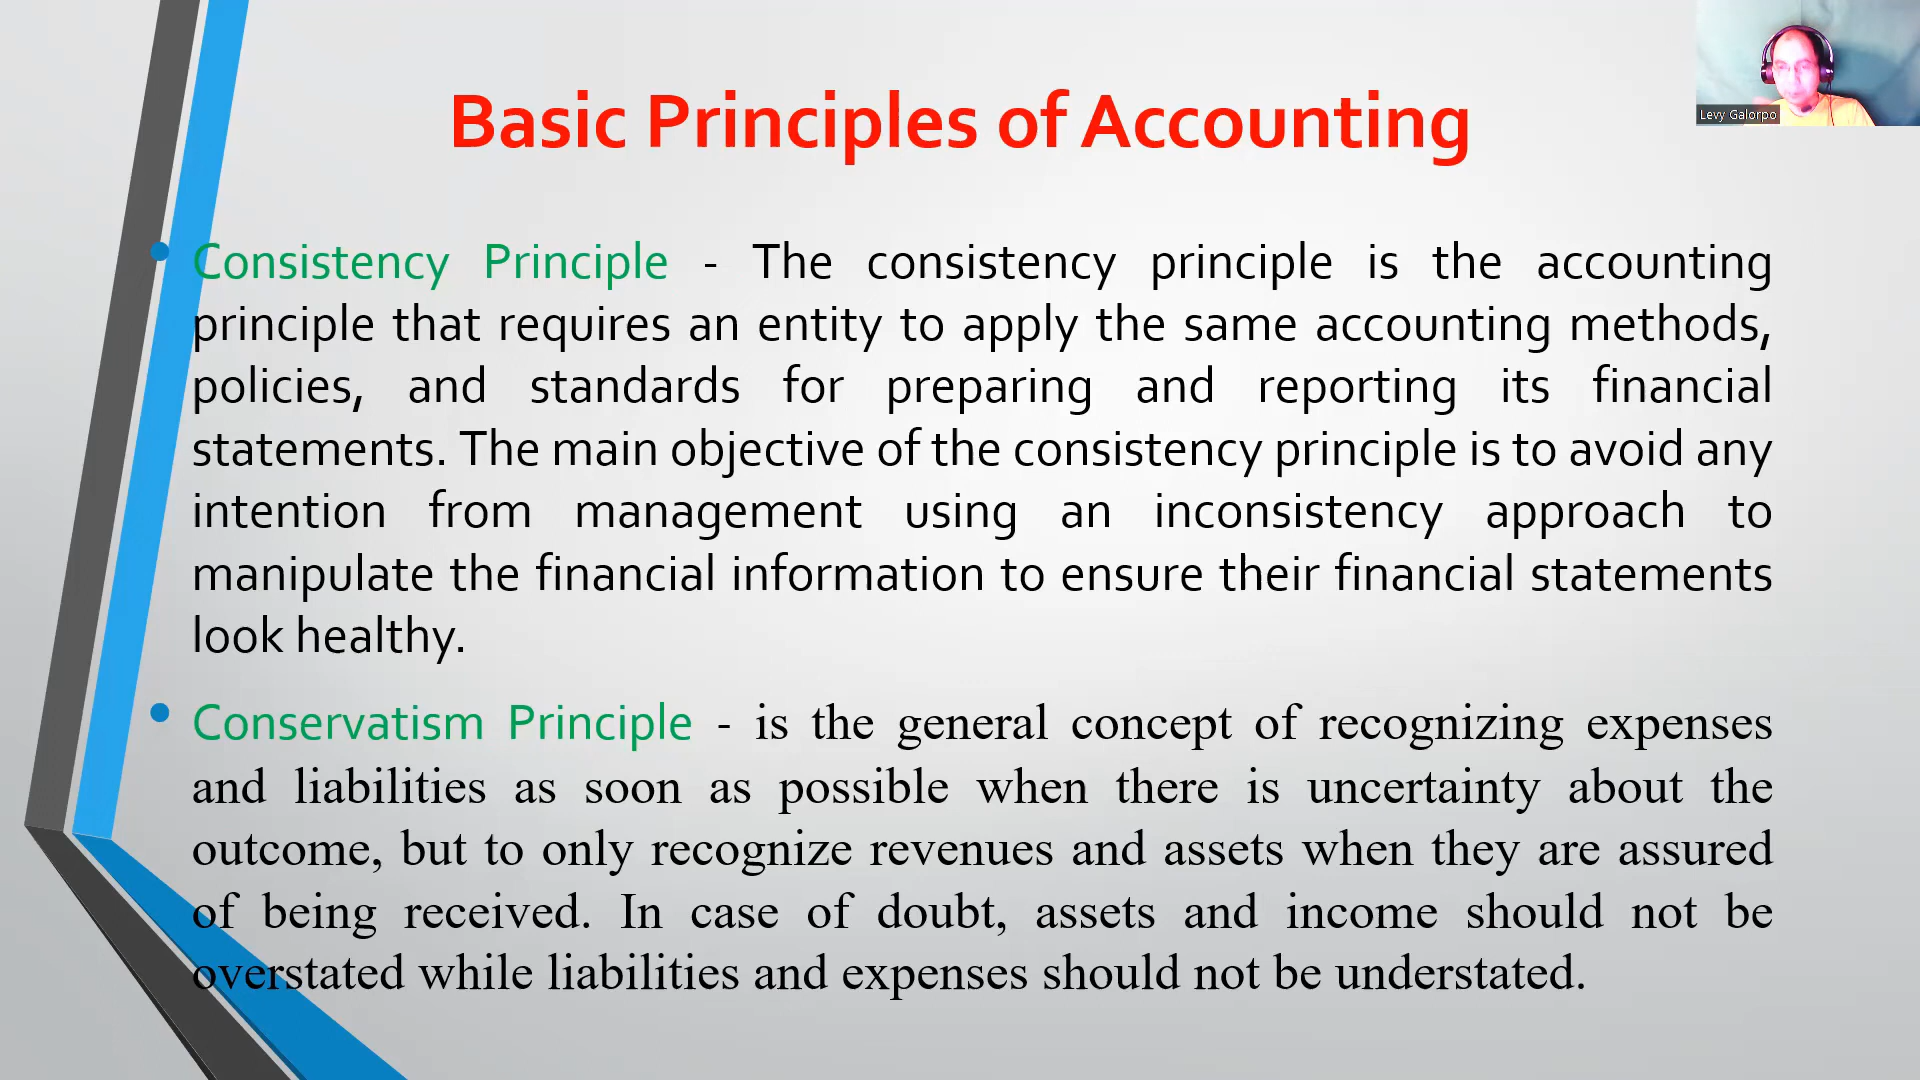 Basic Principles of Accounting
Levy Galorpo
• Consistency Principle - The consistency principle is the accounting
principle that requires an entity to apply the same accounting methods,
policies, and standards for preparing and reporting its financial
statements. The main objective of the consistency principle is to avoid any
intention from management using an inconsistency approach to
manipulate the financial information to ensure their financial statements
look healthy.
• Conservatism Principle - is the general concept of recognizing expenses
and liabilities as soon as possible when there is uncertainty about the
outcome, but to only recognize revenues and assets when they are assured
of being received. In case of doubt, assets and income should not be
overstated while liabilities and expenses should not be understated.